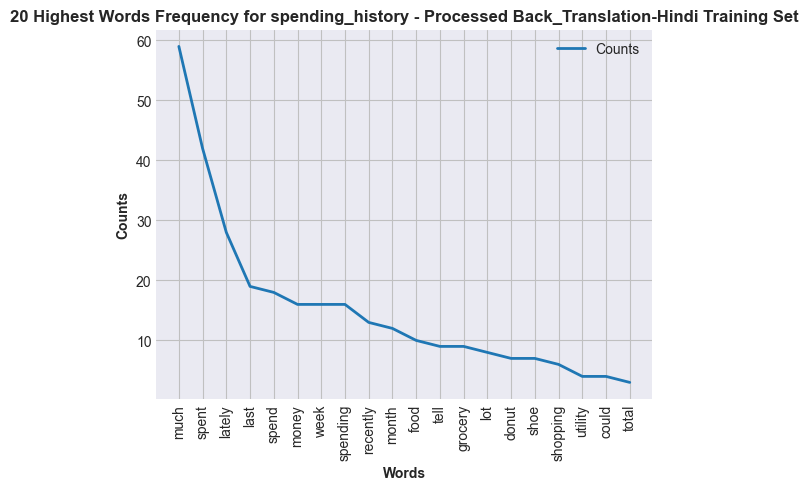 20 Highest Words Frequency for spending_history - Processed Back_Translation-Hindi Training Set
Counts
60
50
40
30
20
10
Counts
much
spent
lately
last
spend
money
week
spending
recently
month
food
tell
grocery
lot
donut
shoe
shopping
utility
could
total
Words